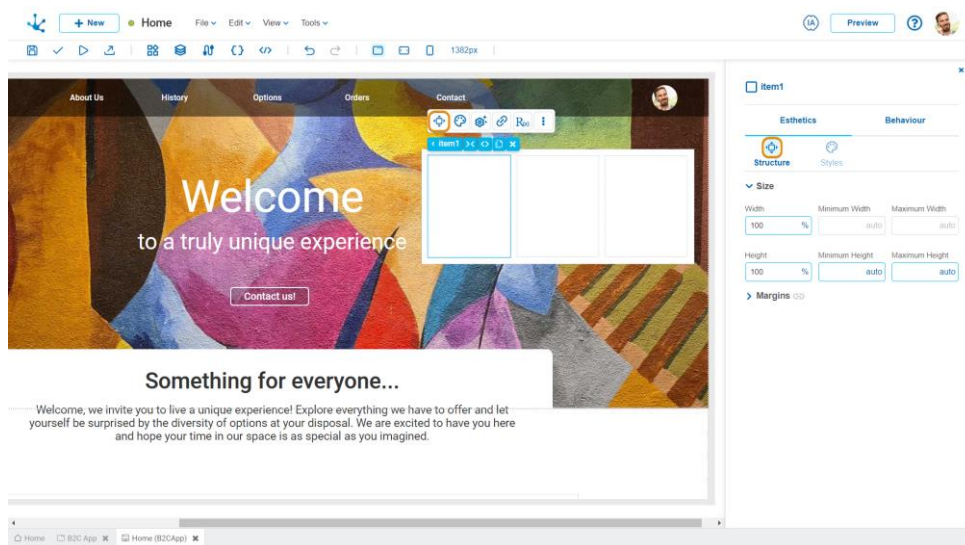 + New Home File Edit View Tools IA Preview ?
1382px
About Us History Options Orders Contact
item1
Welcome
to a truly unique experience
Contact us!
Something for everyone...
Welcome, we invite you to live a unique experience! Explore everything we have to offer and let
yourself be surprised by the diversity of options at your disposal. We are excited to have you here
and hope your time in our space is as special as you imagined.
item1
Esthetics Behaviour
Structure Styles
Size
Width Minimum Width Maximum Width
100 % auto auto
Height Minimum Height Maximum Height
100 % auto auto
Margins
Home B2C App Home (B2CApp)